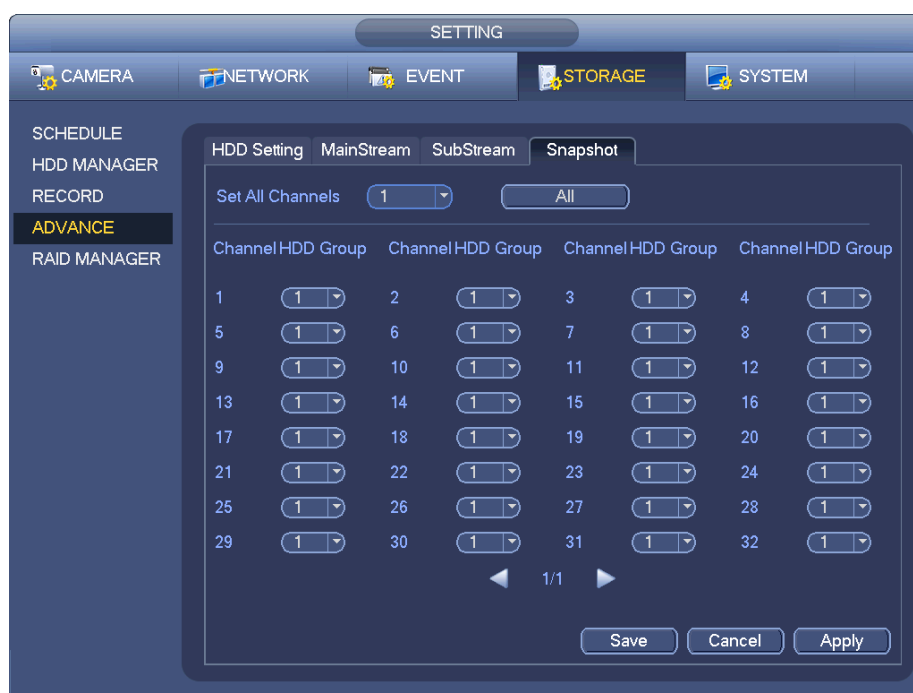 SETTING
CAMERA NETWORK EVENT STORAGE SYSTEM
SCHEDULE
HDD MANAGER
RECORD
ADVANCE
RAID MANAGER
HDD Setting MainStream SubStream Snapshot
Set All Channels 1 All
Channel HDD Group Channel HDD Group Channel HDD Group Channel HDD Group
1 1 2 1 3 1 4 1
5 1 6 1 7 1 8 1
9 1 10 1 11 1 12 1
13 1 14 1 15 1 16 1
17 1 18 1 19 1 20 1
21 1 22 1 23 1 24 1
25 1 26 1 27 1 28 1
29 1 30 1 31 1 32 1
1/1
Save Cancel Apply